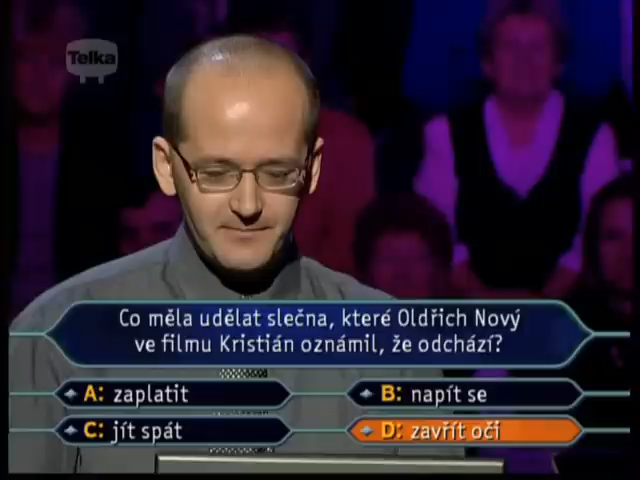 Telka
Co měla udělat slečna, které Oldřich Nový
ve filmu Kristián oznámil, že odchází?
A: zaplatit
B: napít se
C: jít spát
D: zavřít oči